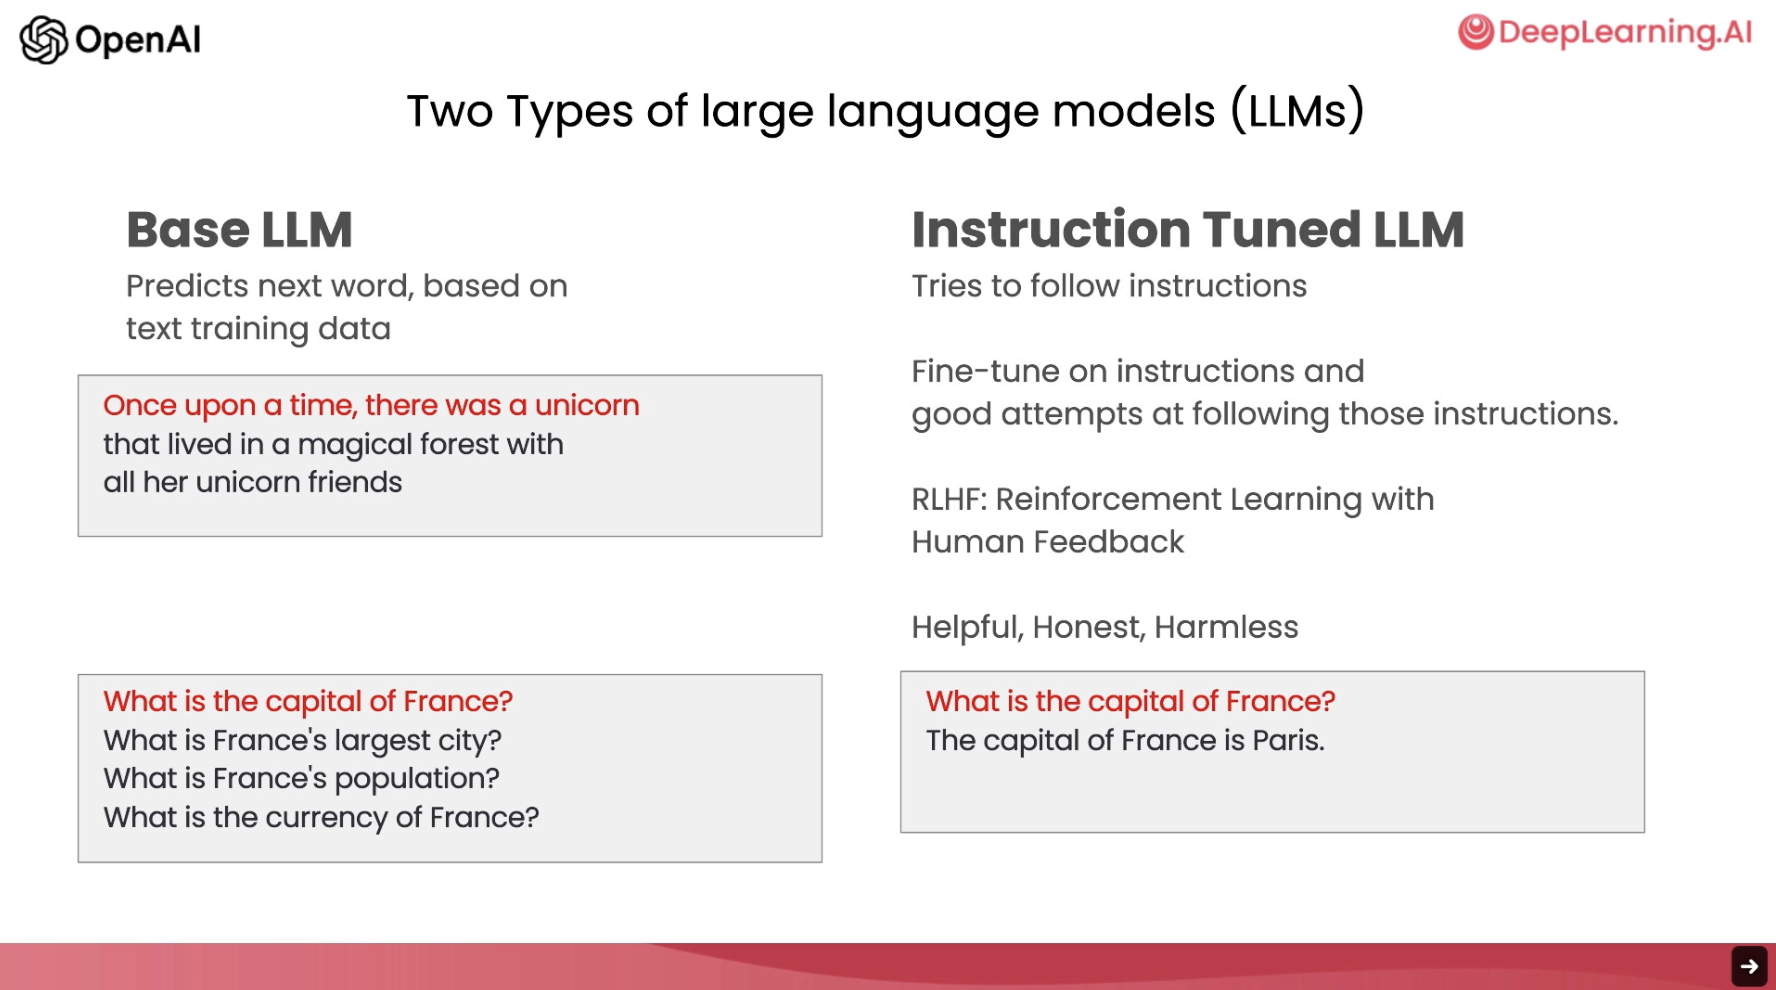 OpenAI
DeepLearning.AI
Two Types of large language models (LLMs)
Base LLM
Predicts next word, based on
text training data
Once upon a time, there was a unicorn
that lived in a magical forest with
all her unicorn friends
What is the capital of France?
What is France's largest city?
What is France's population?
What is the currency of France?
Instruction Tuned LLM
Tries to follow instructions
Fine-tune on instructions and
good attempts at following those instructions.
RLHF: Reinforcement Learning with
Human Feedback
Helpful, Honest, Harmless
What is the capital of France?
The capital of France is Paris.